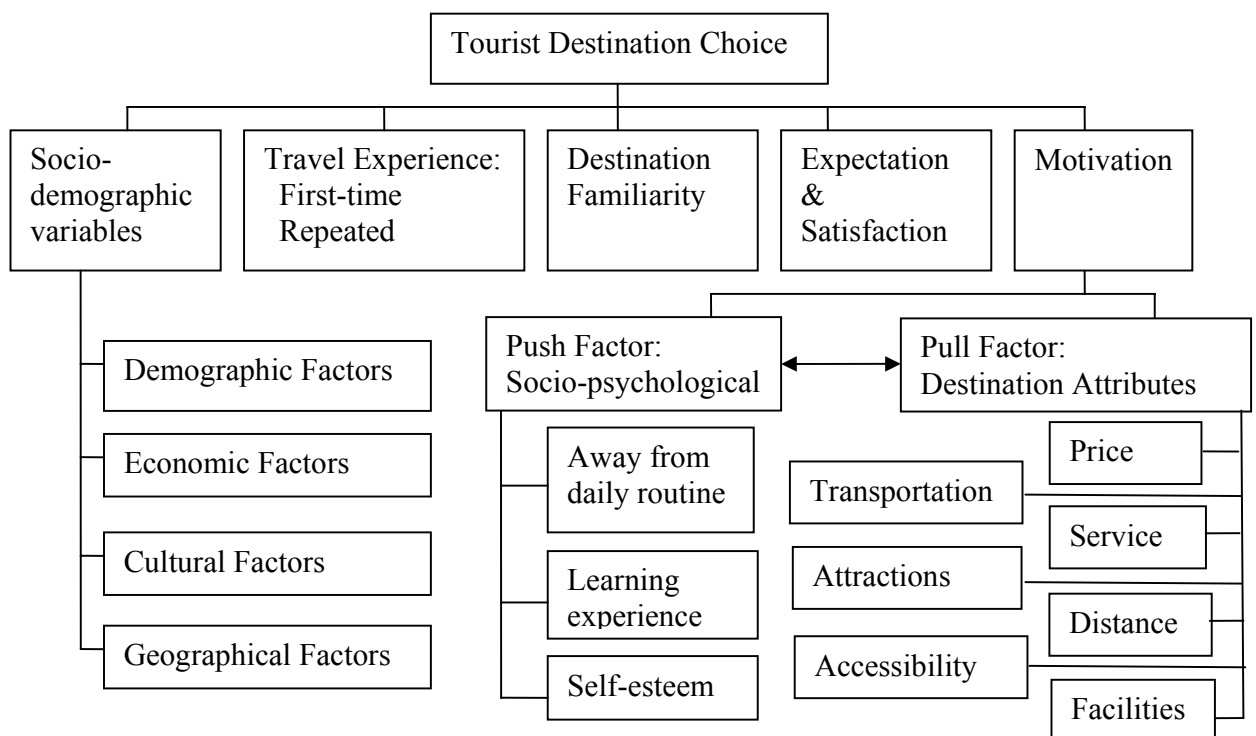 Tourist Destination Choice
Socio-
demographic
variables
Travel Experience:
First-time
Repeated
Destination
Familiarity
Expectation
&
Satisfaction
Motivation
Demographic Factors
Economic Factors
Cultural Factors
Geographical Factors
Push Factor:
Socio-psychological
Away from
daily routine
Learning
experience
Self-esteem
Pull Factor:
Destination Attributes
Price
Transportation
Service
Attractions
Distance
Accessibility
Facilities